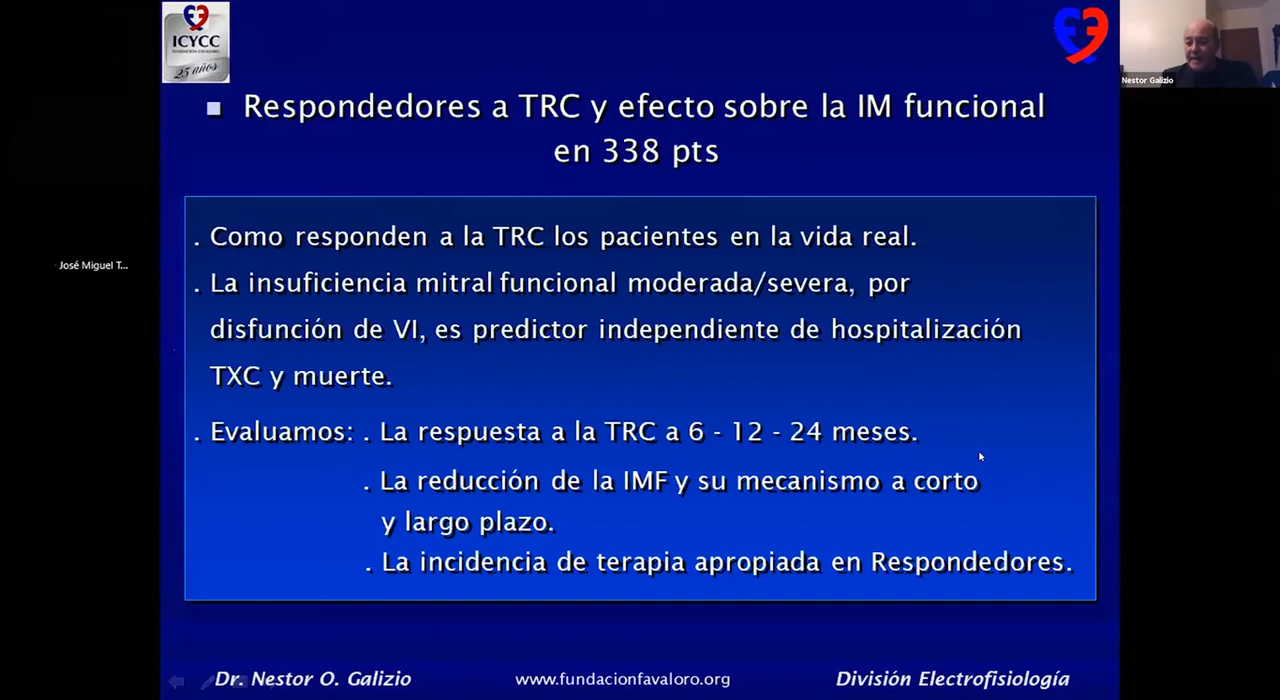 ICYCC
FUNDACION FAVALORO
25 años
Nestor Galizio
José Miguel T...
Respondedores a TRC y efecto sobre la IM funcional
en 338 pts
. Como responden a la TRC los pacientes en la vida real.
. La insuficiencia mitral funcional moderada/severa, por
disfunción de VI, es predictor independiente de hospitalización
TXC y muerte.
. Evaluamos: . La respuesta a la TRC a 6 - 12 - 24 meses.
. La reducción de la IMF y su mecanismo a corto
y largo plazo.
. La incidencia de terapia apropiada en Respondedores.
Dr. Nestor O. Galizio
www.fundacionfavaloro.org
División Electrofisiología